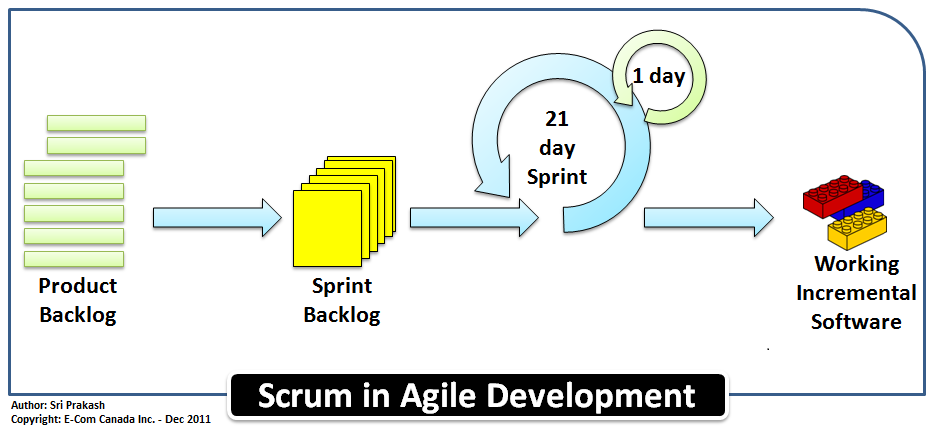 1 day
21
day
Sprint
Product
Backlog
Sprint
Backlog
Working
Incremental
Software
Scrum in Agile Development
Author: Sri Prakash
Copyright: E-Com Canada Inc. - Dec 2011